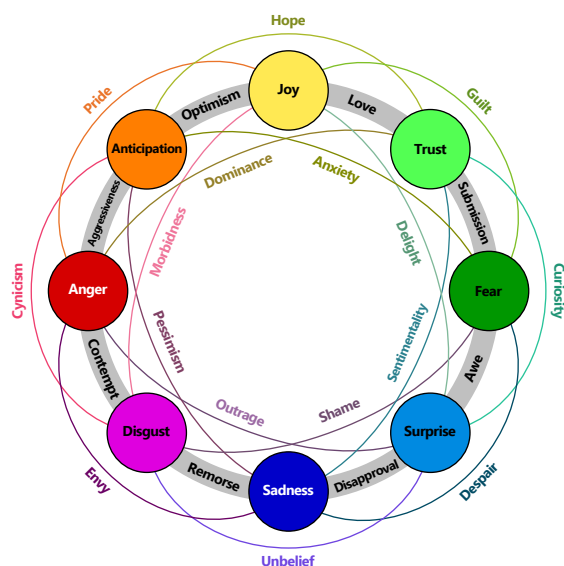 Hope
Joy
Pride
Optimism
Love
Guilt
Anticipation
Trust
Dominance
Anxiety
Aggressiveness
Submission
Morbidness
Delight
Cynicism
Anger
Fear
Curiosity
Pessimism
Sentimentality
Contempt
Awe
Outrage
Shame
Disgust
Surprise
Envy
Remorse
Sadness
Disapproval
Despair
Unbelief